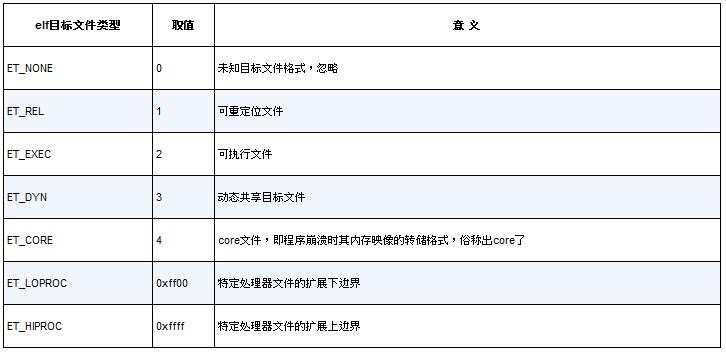 elf目标文件类型 取值 意 义
ET_NONE 0 未知目标文件格式，忽略
ET_REL 1 可重定位文件
ET_EXEC 2 可执行文件
ET_DYN 3 动态共享目标文件
ET_CORE 4 core文件，即程序崩溃时其内存映像的转储格式，俗称出core了
ET_LOPROC 0xff00 特定处理器文件的扩展下边界
ET_HIPROC 0xffff 特定处理器文件的扩展上边界